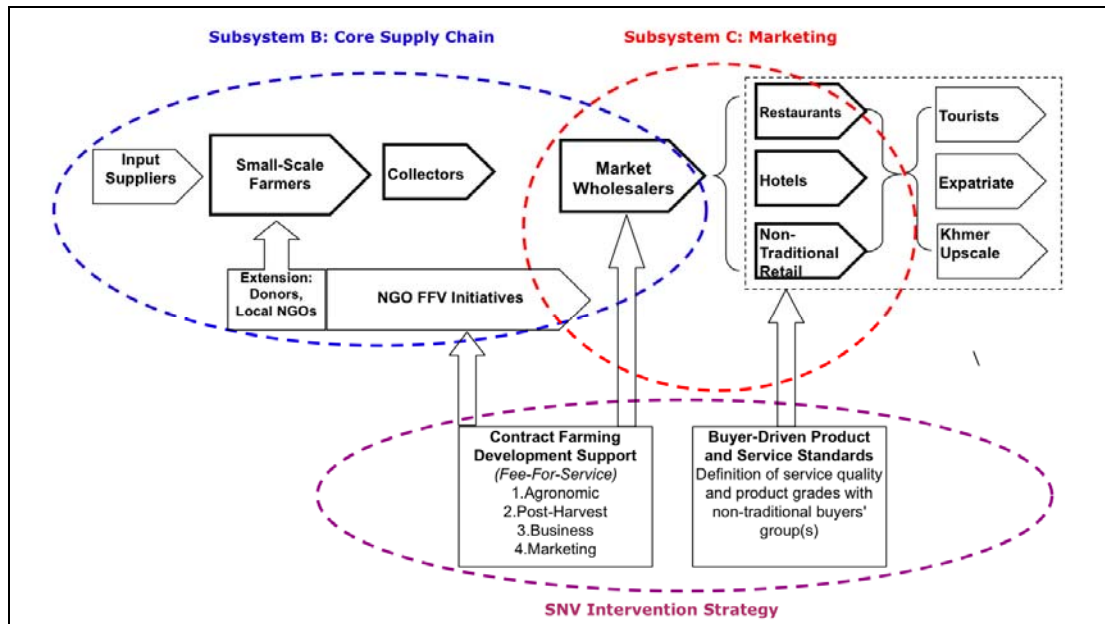 Subsystem B: Core Supply Chain
Subsystem C: Marketing
Input
Suppliers
Small-Scale
Farmers
Collectors
Market
Wholesalers
Restaurants
Hotels
Non-
Traditional
Retail
Tourists
Expatriate
Khmer
Upscale
Extension:
Donors,
Local NGOs
NGO FFV Initiatives
Contract Farming
Development Support
(Fee-For-Service)
1.Agronomic
2.Post-Harvest
3.Business
4.Marketing
Buyer-Driven Product
and Service Standards
Definition of service quality
and product grades with
non-traditional buyers'
group(s)
SNV Intervention Strategy